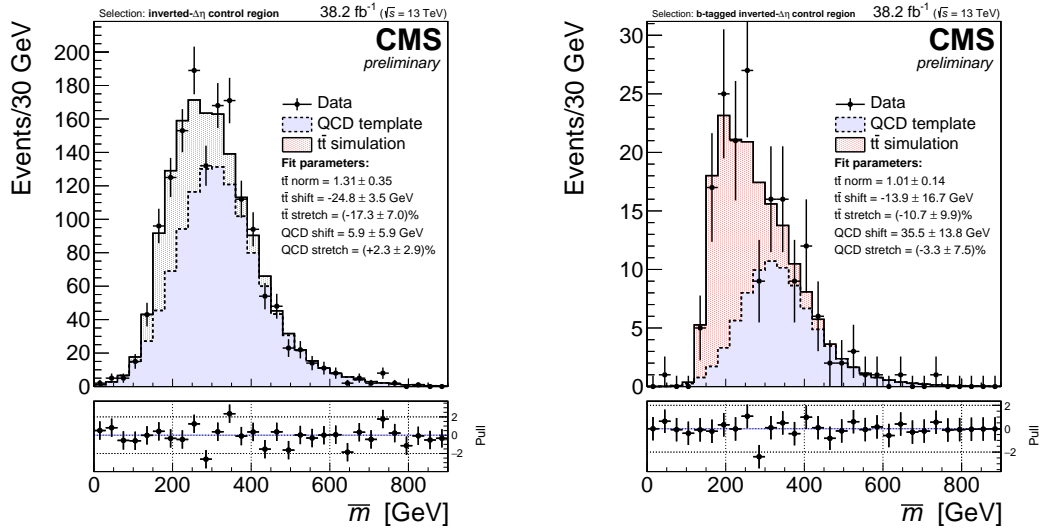 Selection: inverted-Δη control region 38.2 fb⁻¹ (√s = 13 TeV)
CMS
preliminary
Events/30 GeV
200
180
160
140
120
100
80
60
40
20
0
Data
QCD template
tt̄ simulation
Fit parameters:
tt̄ norm = 1.31 ± 0.35
tt̄ shift = -24.8 ± 3.5 GeV
tt̄ stretch = (-17.3 ± 7.0)%
QCD shift = 5.9 ± 5.9 GeV
QCD stretch = (+2.3 ± 2.9)%
2
0
−2
Pull
0 200 400 600 800
m̅ [GeV]
Selection: b-tagged inverted-Δη control region 38.2 fb⁻¹ (√s = 13 TeV)
CMS
preliminary
Events/30 GeV
30
25
20
15
10
5
0
Data
QCD template
tt̄ simulation
Fit parameters:
tt̄ norm = 1.01 ± 0.14
tt̄ shift = -13.9 ± 16.7 GeV
tt̄ stretch = (-10.7 ± 9.9)%
QCD shift = 35.5 ± 13.8 GeV
QCD stretch = (-3.3 ± 7.5)%
2
0
−2
Pull
0 200 400 600 800
m̅ [GeV]